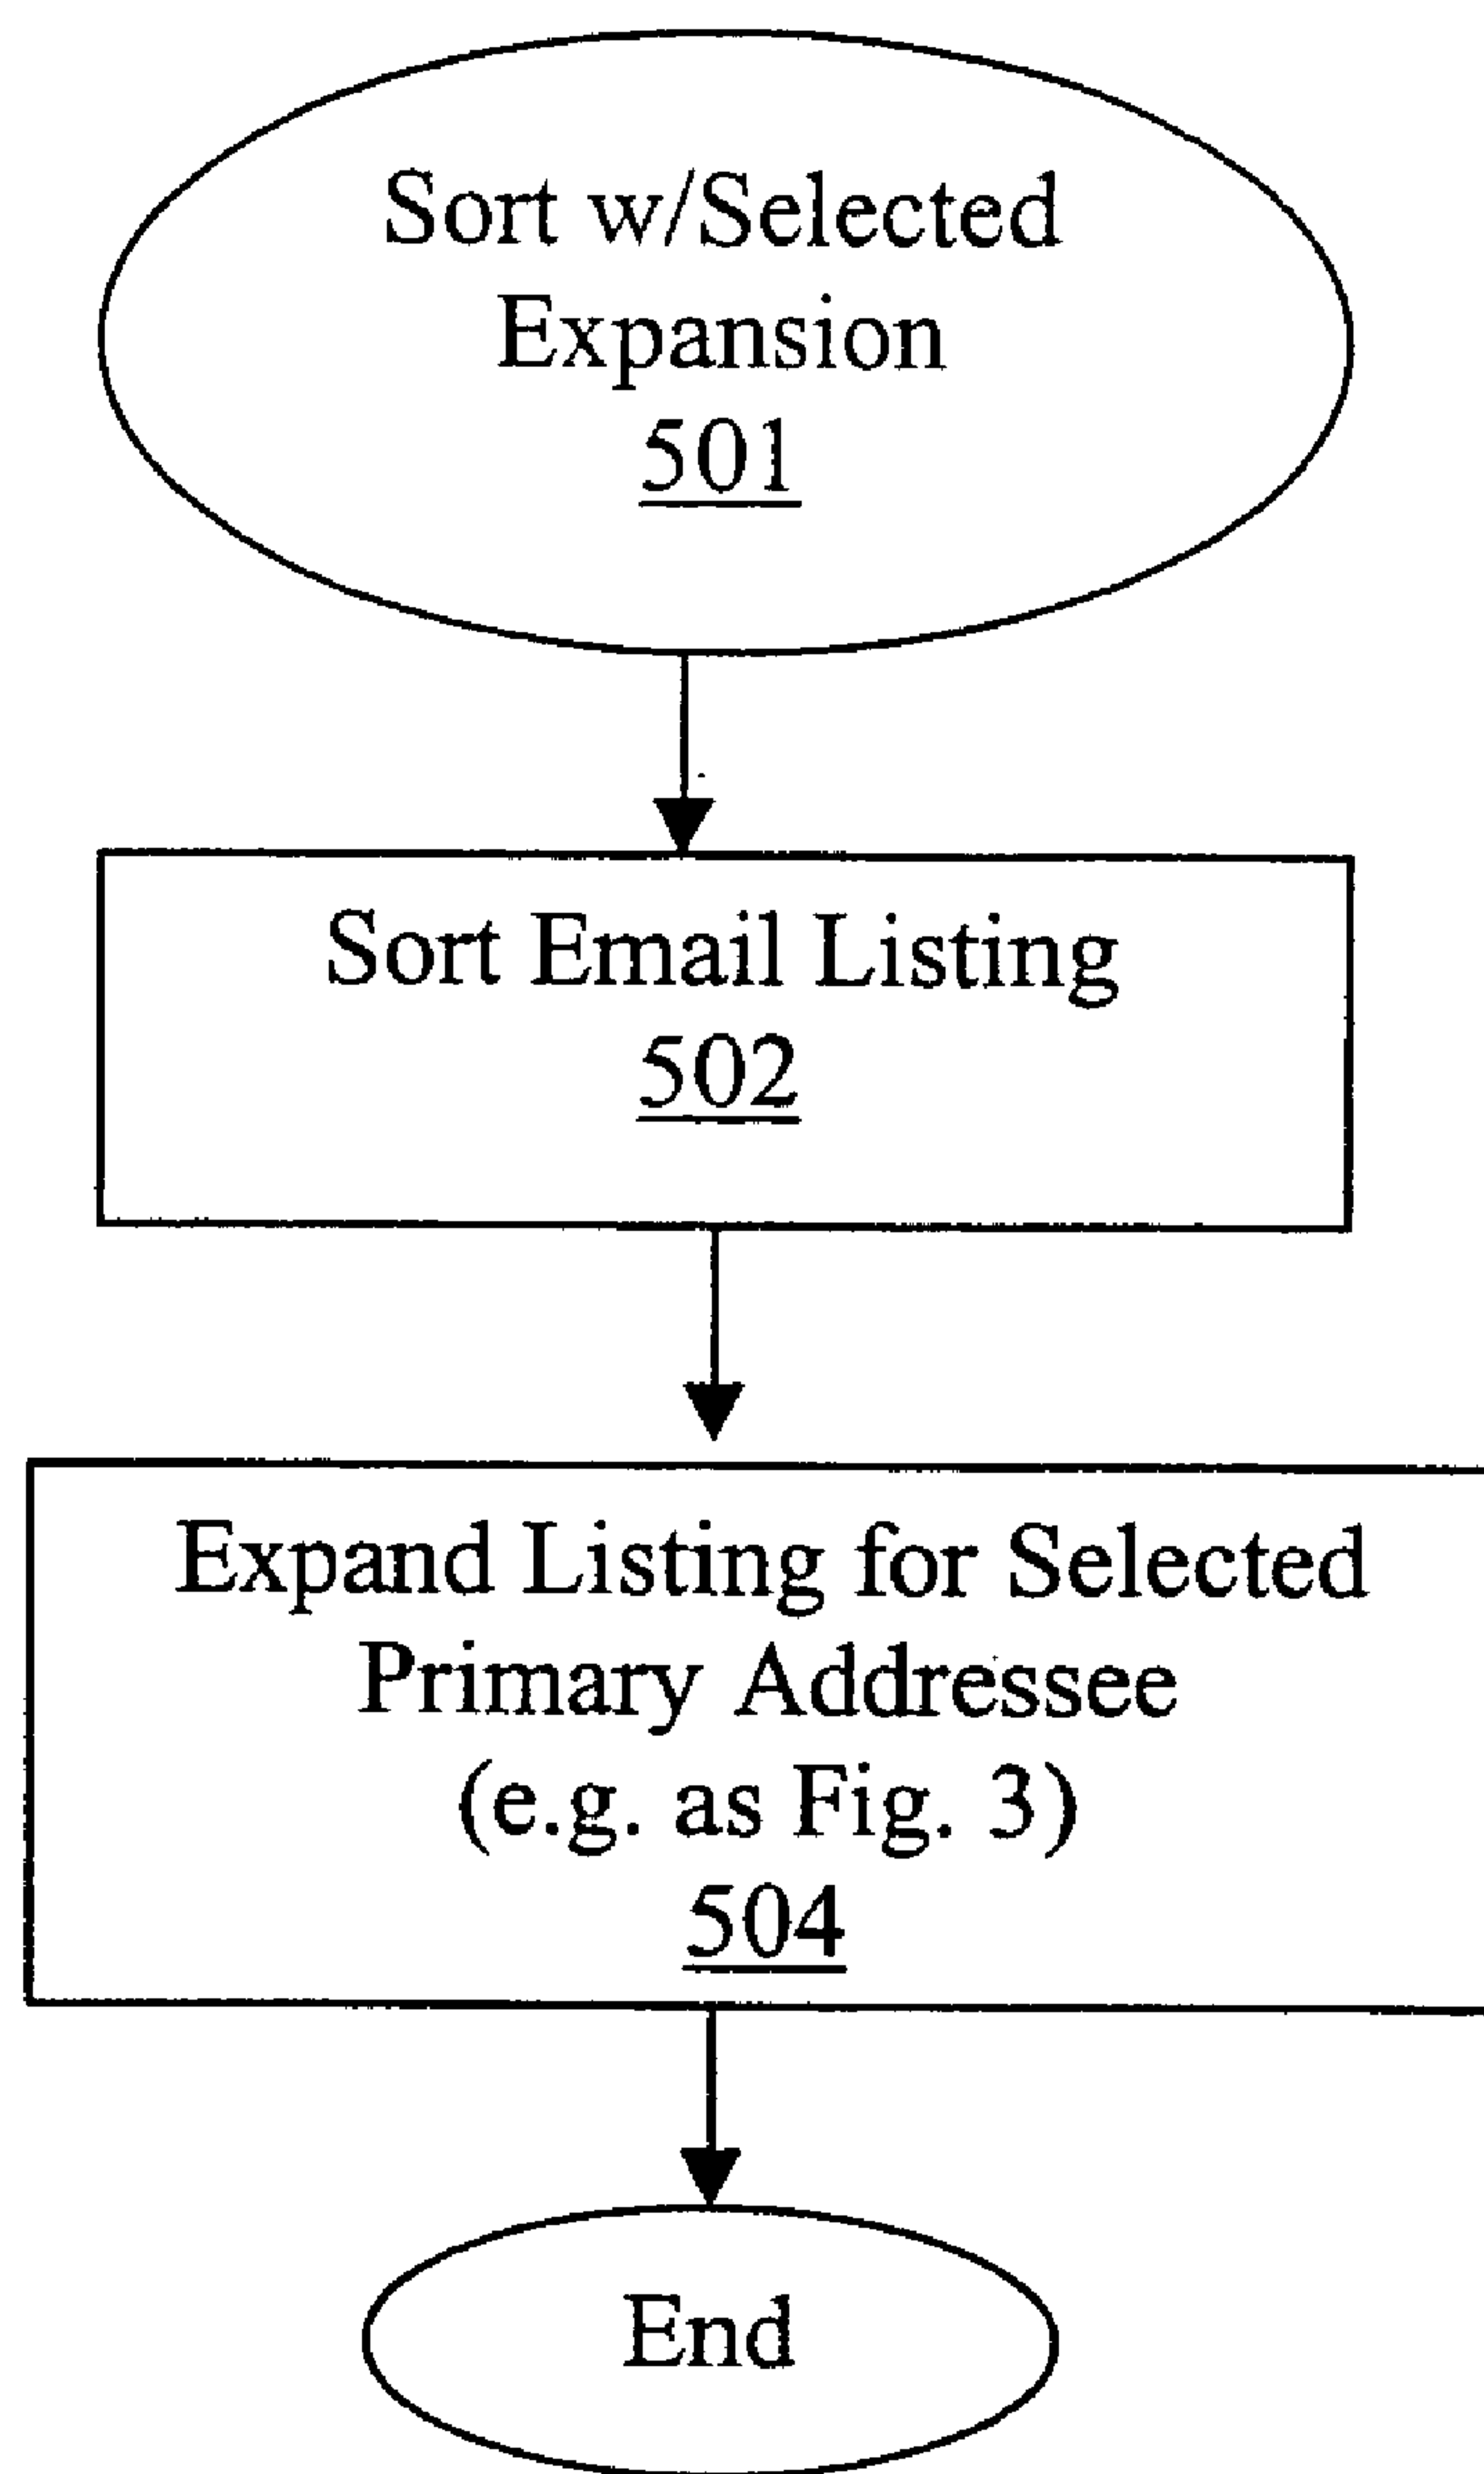 Sort w/Selected
Expansion
501
Sort Email Listing
502
Expand Listing for Selected
Primary Addressee
(e.g. as Fig. 3)
504
End